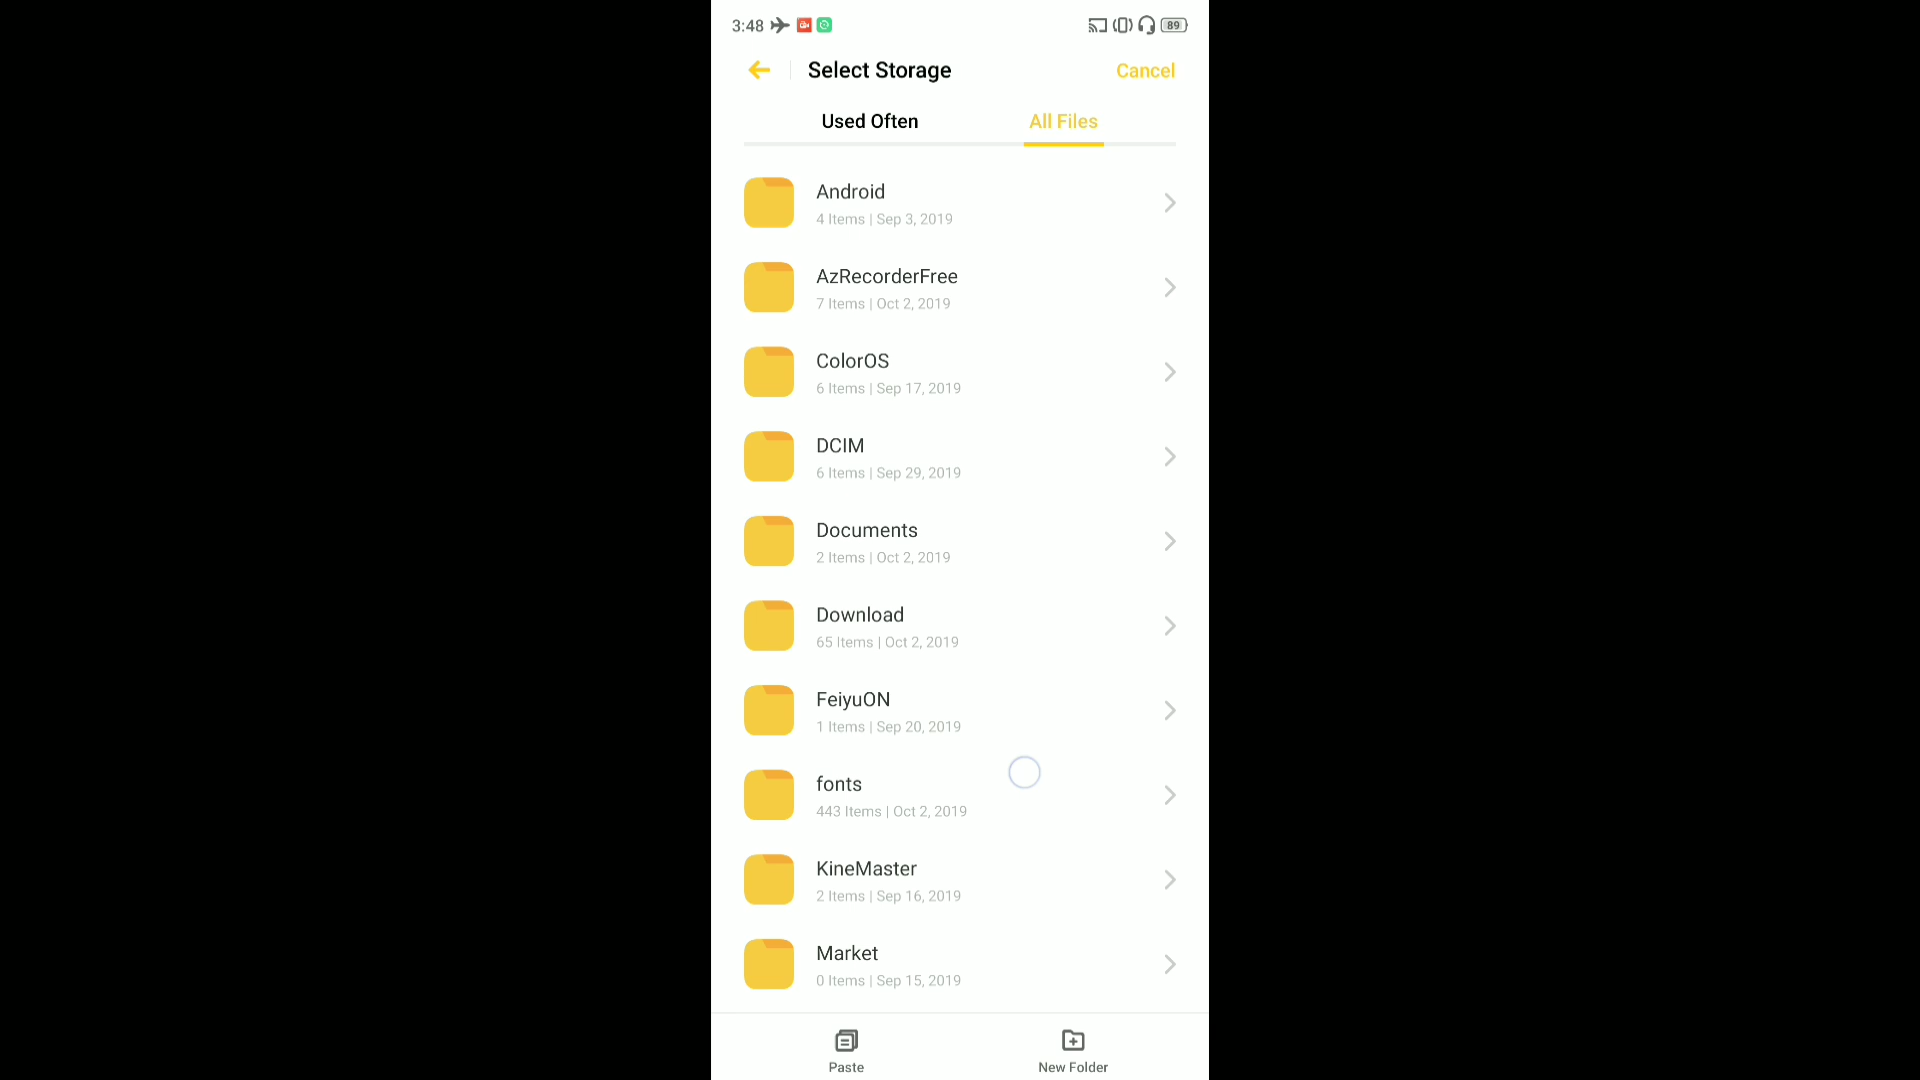 3:48
89
Select Storage
Cancel
Used Often
All Files
Android
4 Items | Sep 3, 2019
AzRecorderFree
7 Items | Oct 2, 2019
ColorOS
6 Items | Sep 17, 2019
DCIM
6 Items | Sep 29, 2019
Documents
2 Items | Oct 2, 2019
Download
65 Items | Oct 2, 2019
FeiyuON
1 Items | Sep 20, 2019
fonts
443 Items | Oct 2, 2019
KineMaster
2 Items | Sep 16, 2019
Market
0 Items | Sep 15, 2019
Paste
New Folder